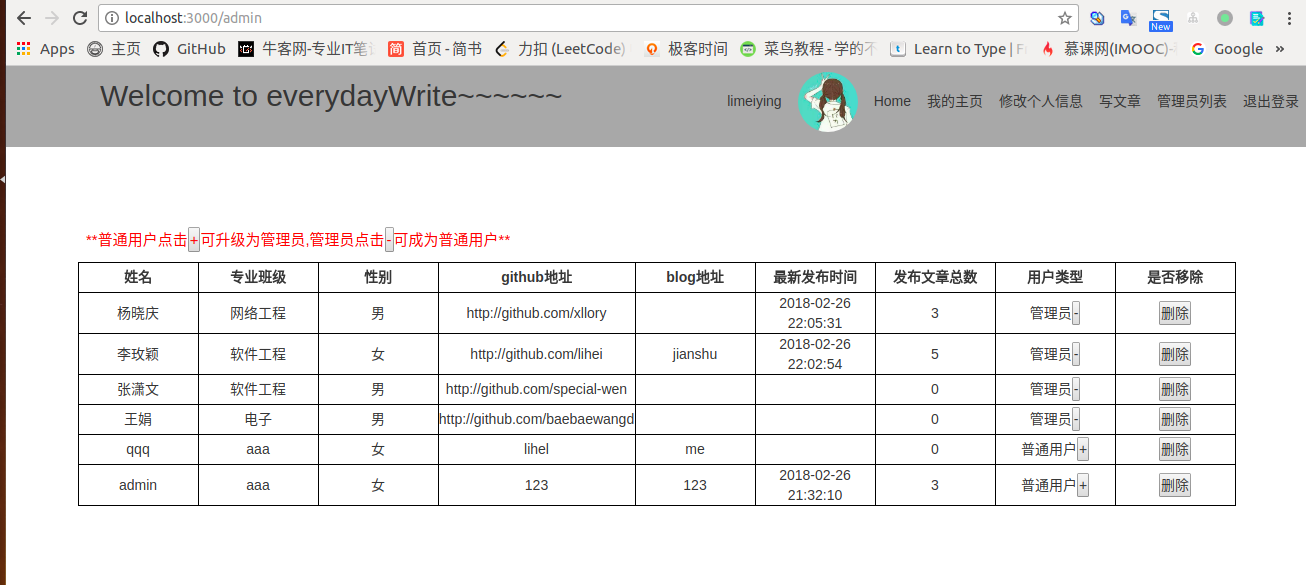 localhost:3000/admin
New
Apps 主页 GitHub 牛客网-专业IT笔 首页 - 简书 力扣 (LeetCode) 极客时间 菜鸟教程 - 学的不 Learn to Type | F 慕课网(IMOOC)- Google »
Welcome to everydayWrite~~~~~~ limeiying Home 我的主页 修改个人信息 写文章 管理员列表 退出登录
**普通用户点击+可升级为管理员,管理员点击-可成为普通用户**
姓名 专业班级 性别 github地址 blog地址 最新发布时间 发布文章总数 用户类型 是否移除
杨晓庆 网络工程 男 http://github.com/xllory 2018-02-26 22:05:31 3 管理员- 删除
李玫颖 软件工程 女 http://github.com/lihei jianshu 2018-02-26 22:02:54 5 管理员- 删除
张潇文 软件工程 男 http://github.com/special-wen 0 管理员- 删除
王娟 电子 男 http://github.com/baebaewangd 0 管理员- 删除
qqq aaa 女 lihel me 0 普通用户+ 删除
admin aaa 女 123 123 2018-02-26 21:32:10 3 普通用户+ 删除